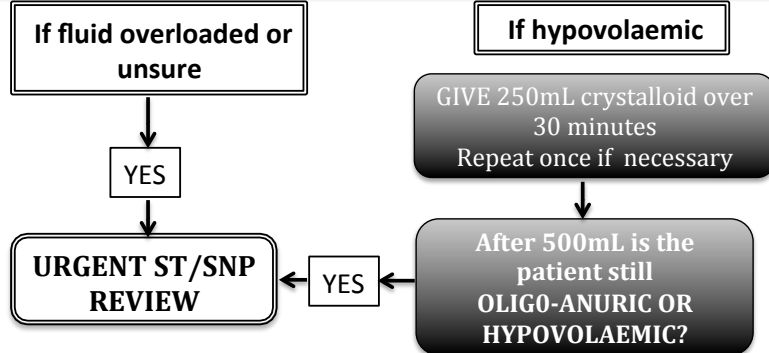 If fluid overloaded or
unsure
YES
URGENT ST/SNP
REVIEW
If hypovolaemic
GIVE 250mL crystalloid over
30 minutes
Repeat once if necessary
After 500mL is the
patient still
OLIG0-ANURIC OR
HYPOVOLAEMIC?
YES